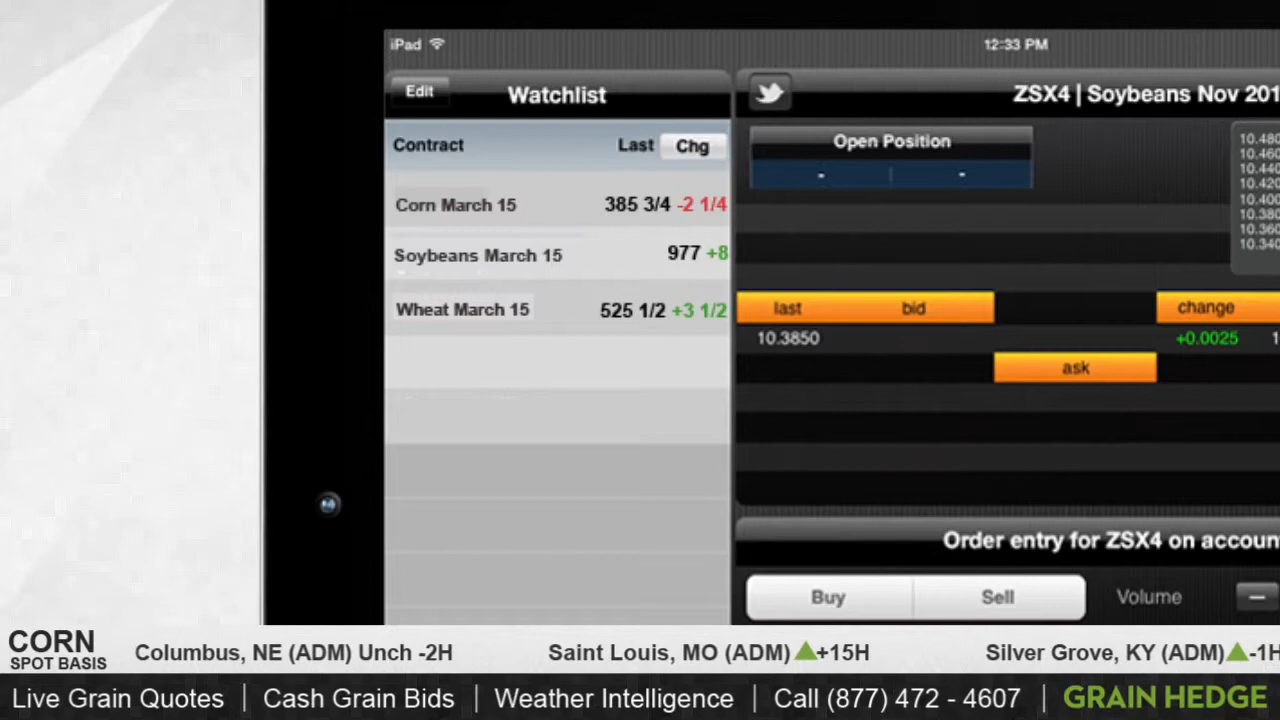 iPad
12:33 PM
Edit
Watchlist
ZSX4 | Soybeans Nov 201
Contract Last Chg
Open Position
- -
10.480
10.460
10.440
10.420
10.400
10.380
10.360
10.340
Corn March 15 385 3/4 -2 1/4
Soybeans March 15 977 +8
Wheat March 15 525 1/2 +3 1/2
last bid change
10.3850 +0.0025 1
ask
Order entry for ZSX4 on accoun
Buy Sell Volume −
CORN
SPOT BASIS
Columbus, NE (ADM) Unch -2H Saint Louis, MO (ADM) +15H Silver Grove, KY (ADM) -1H
Live Grain Quotes | Cash Grain Bids | Weather Intelligence | Call (877) 472 - 4607 | GRAIN HEDGE